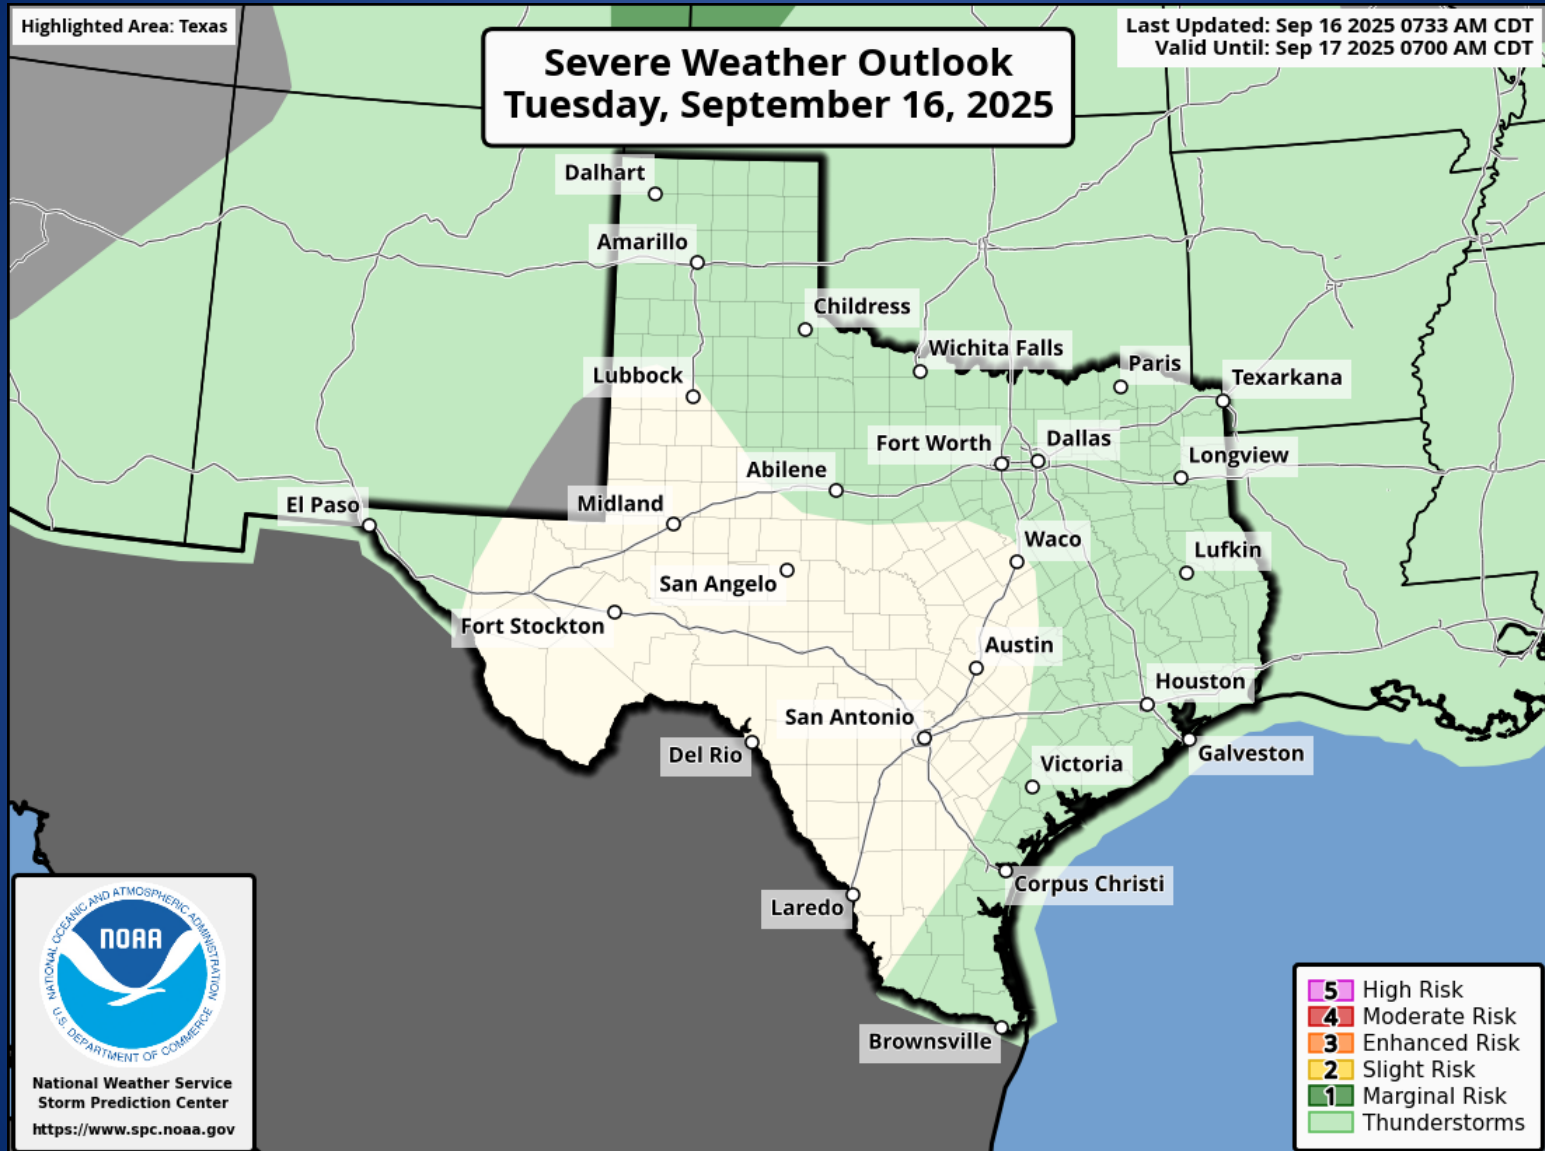 Highlighted Area: Texas
Severe Weather Outlook
Tuesday, September 16, 2025
Last Updated: Sep 16 2025 0733 AM CDT
Valid Until: Sep 17 2025 0700 AM CDT
Dalhart
Amarillo
Childress
Wichita Falls
Paris
Texarkana
Lubbock
Fort Worth
Dallas
Longview
Abilene
Midland
El Paso
Waco
Lufkin
San Angelo
Fort Stockton
Austin
Houston
San Antonio
Del Rio
Galveston
Victoria
Corpus Christi
Laredo
Brownsville
NATIONAL OCEANIC AND ATMOSPHERIC ADMINISTRATION
NOAA
U.S. DEPARTMENT OF COMMERCE
National Weather Service
Storm Prediction Center
https://www.spc.noaa.gov
5 High Risk
4 Moderate Risk
3 Enhanced Risk
2 Slight Risk
1 Marginal Risk
Thunderstorms